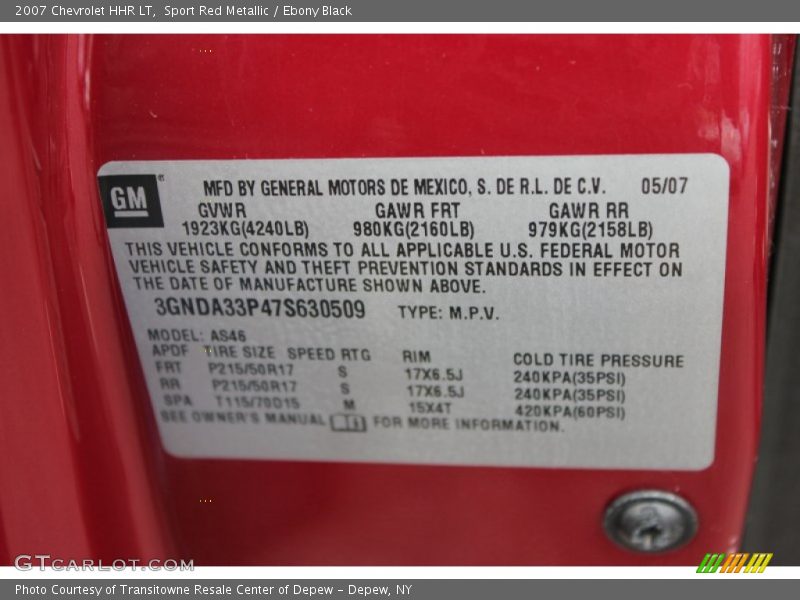 2007 Chevrolet HHR LT,  Sport Red Metallic / Ebony Black
GM ®
MFD BY GENERAL MOTORS DE MEXICO, S. DE R.L. DE C.V. 05/07
GVWR GAWR FRT GAWR RR
1923KG(4240LB) 980KG(2160LB) 979KG(2158LB)
THIS VEHICLE CONFORMS TO ALL APPLICABLE U.S. FEDERAL MOTOR
VEHICLE SAFETY AND THEFT PREVENTION STANDARDS IN EFFECT ON
THE DATE OF MANUFACTURE SHOWN ABOVE.
3GNDA33P47S630509 TYPE: M.P.V.
MODEL: AS46
APDF TIRE SIZE SPEED RTG RIM COLD TIRE PRESSURE
FRT P215/50R17 S 17X6.5J 240KPA(35PSI)
RR P215/50R17 S 17X6.5J 240KPA(35PSI)
SPA T115/70D15 M 15X4T 420KPA(60PSI)
SEE OWNER'S MANUAL FOR MORE INFORMATION.
GTCarLot.com
Photo Courtesy of Transitowne Resale Center of Depew – Depew, NY